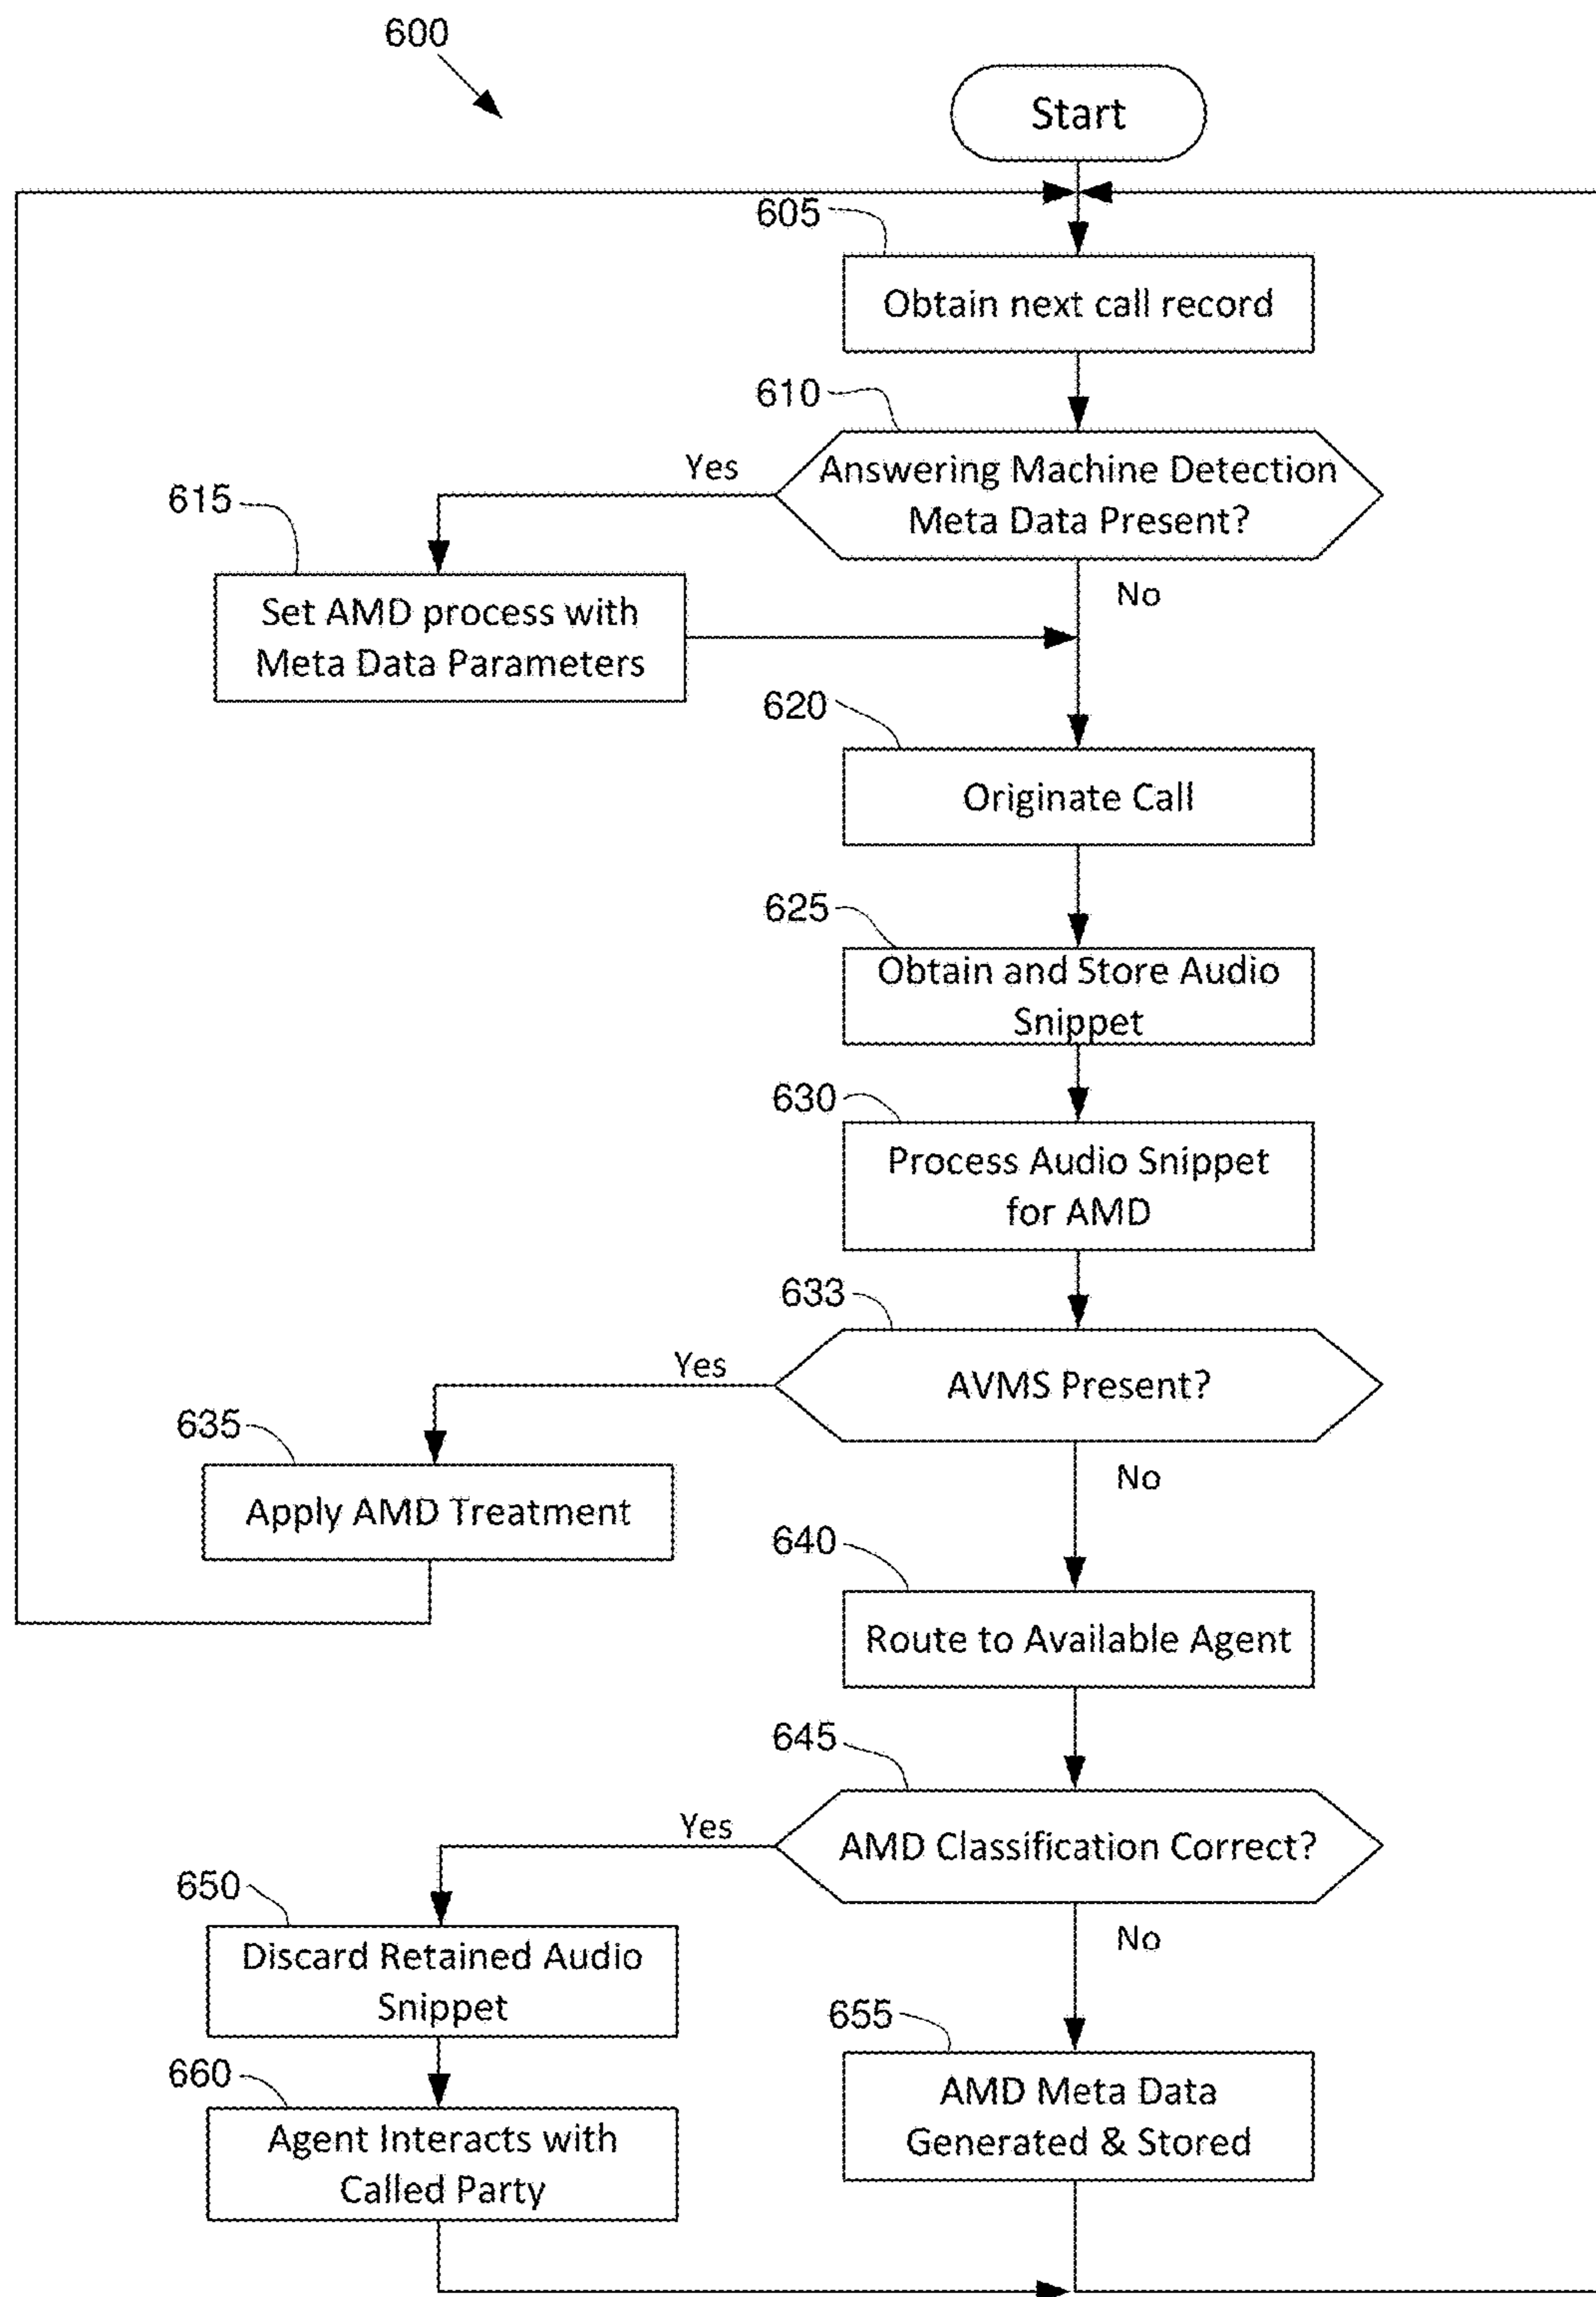 600
Start
605
Obtain next call record
610
Answering Machine Detection
Meta Data Present?
Yes
No
615
Set AMD process with
Meta Data Parameters
620
Originate Call
625
Obtain and Store Audio
Snippet
630
Process Audio Snippet
for AMD
633
AVMS Present?
Yes
No
635
Apply AMD Treatment
640
Route to Available Agent
645
AMD Classification Correct?
Yes
No
650
Discard Retained Audio
Snippet
655
AMD Meta Data
Generated & Stored
660
Agent Interacts with
Called Party